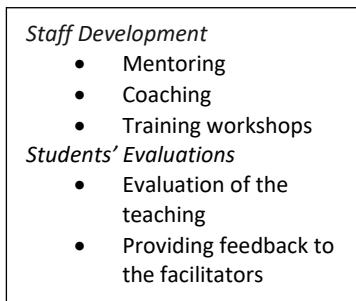 Staff Development
• Mentoring
• Coaching
• Training workshops
Students’ Evaluations
• Evaluation of the
teaching
• Providing feedback to
the facilitators